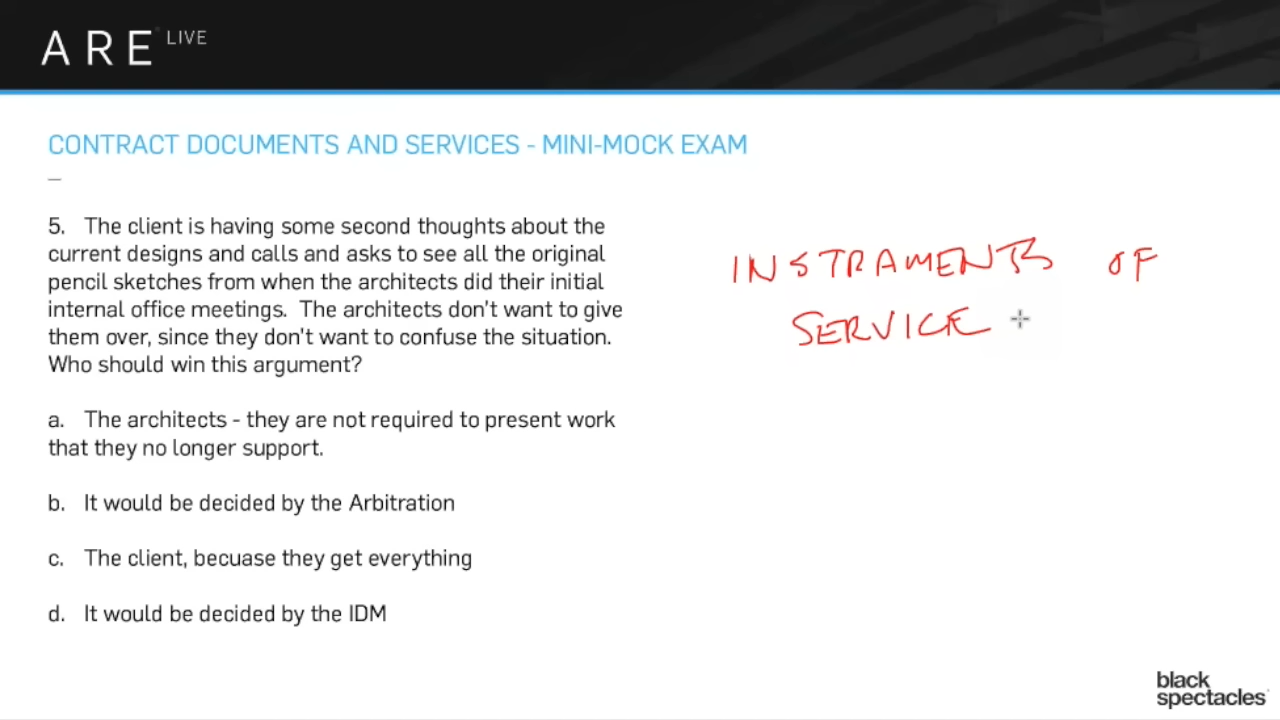 ARE LIVE
CONTRACT DOCUMENTS AND SERVICES - MINI-MOCK EXAM
5. The client is having some second thoughts about the
current designs and calls and asks to see all the original
pencil sketches from when the architects did their initial
internal office meetings. The architects don't want to give
them over, since they don't want to confuse the situation.
Who should win this argument?
a. The architects - they are not required to present work
that they no longer support.
b. It would be decided by the Arbitration
c. The client, becuase they get everything
d. It would be decided by the IDM
INSTRAMENTS OF
SERVICE
black
spectacles